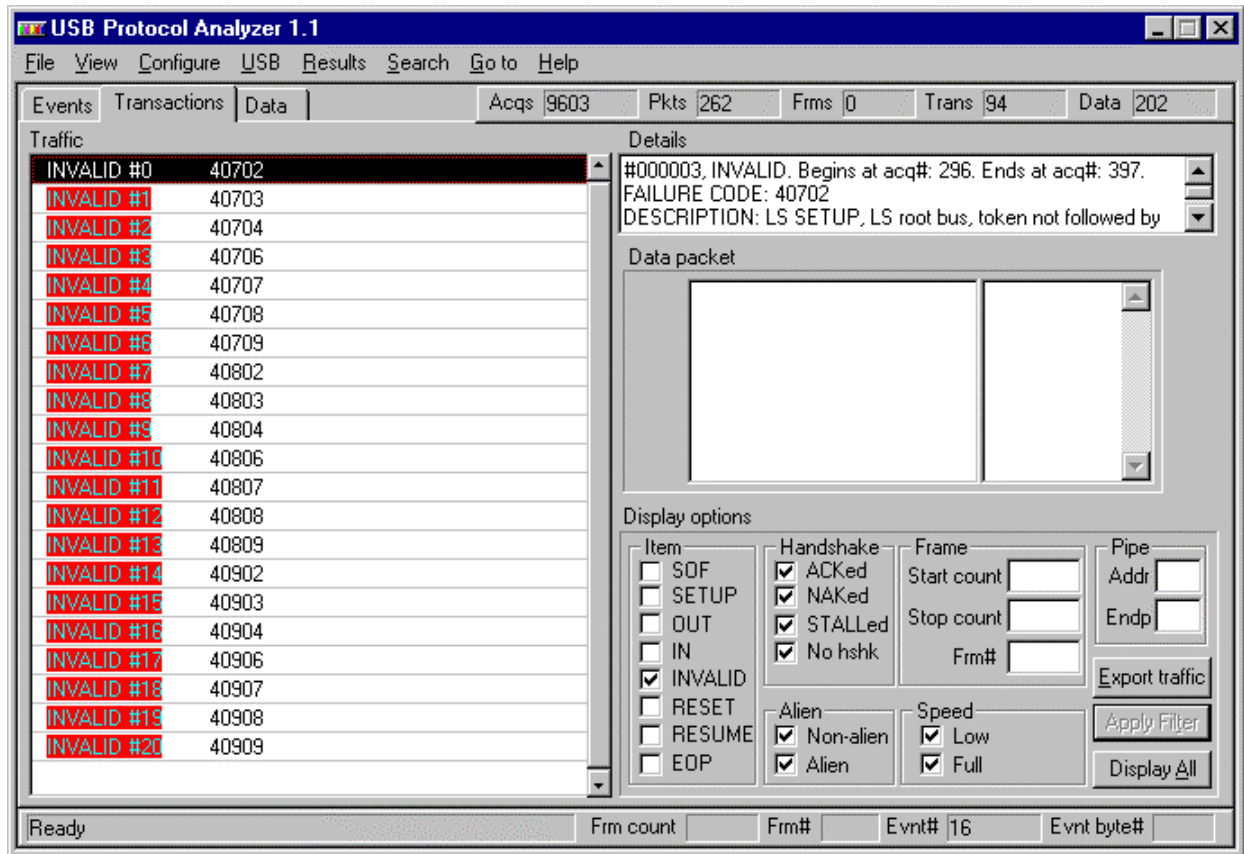 USB Protocol Analyzer 1.1
File View Configure USB Results Search Go to Help
Events Transactions Data Acqs 9603 Pkts 262 Frms 0 Trans 94 Data 202
Traffic
INVALID #0 40702
INVALID #1 40703
INVALID #2 40704
INVALID #3 40706
INVALID #4 40707
INVALID #5 40708
INVALID #6 40709
INVALID #7 40802
INVALID #8 40803
INVALID #9 40804
INVALID #10 40806
INVALID #11 40807
INVALID #12 40808
INVALID #13 40809
INVALID #14 40902
INVALID #15 40903
INVALID #16 40904
INVALID #17 40906
INVALID #18 40907
INVALID #19 40908
INVALID #20 40909
Details
#000003, INVALID. Begins at acq#: 296. Ends at acq#: 397.
FAILURE CODE: 40702
DESCRIPTION: LS SETUP, LS root bus, token not followed by
Data packet
Display options
Item
SOF
SETUP
OUT
IN
INVALID
RESET
RESUME
EOP
Handshake
ACKed
NAKed
STALLed
No hshk
Frame
Start count
Stop count
Frm#
Pipe
Addr
Endp
Alien
Non-alien
Alien
Speed
Low
Full
Export traffic
Apply Filter
Display All
Ready Frm count Frm# Evnt# 16 Evnt byte#